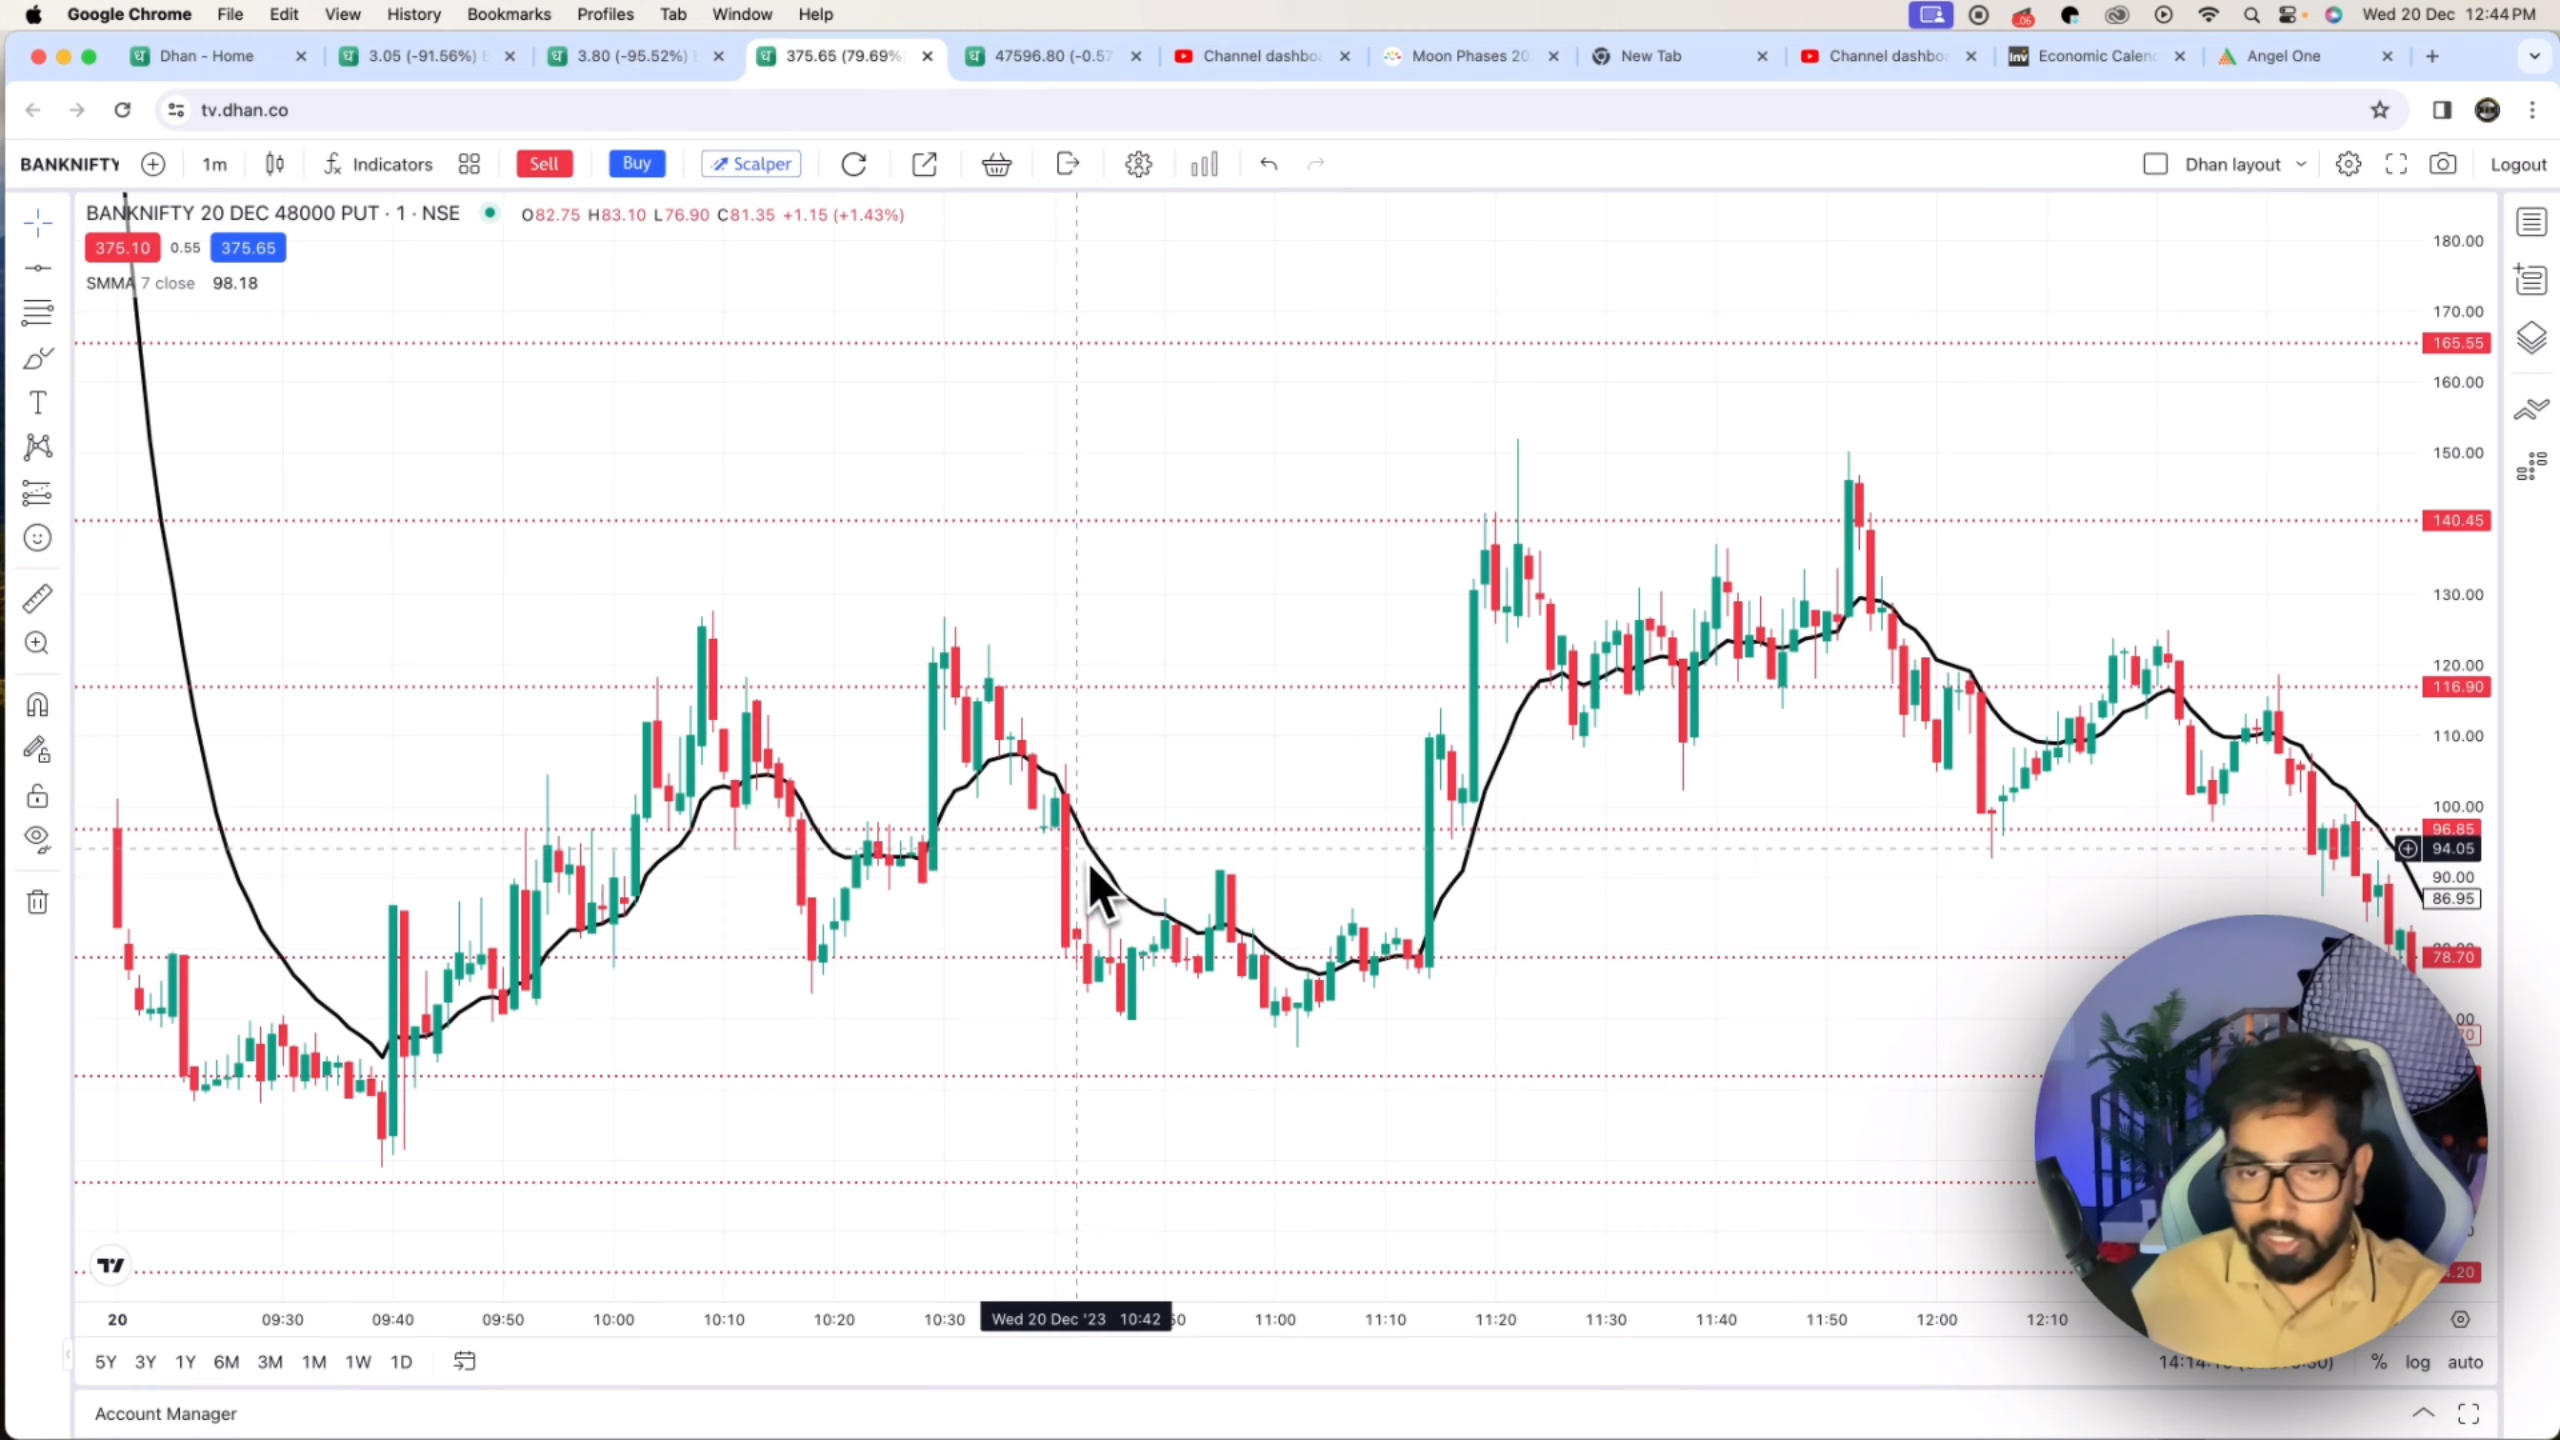 Google Chrome File Edit View History Bookmarks Profiles Tab Window Help .06 Wed 20 Dec 12:44 PM
Dhan - Home 3.05 (-91.56%) 3.80 (-95.52%) 375.65 (79.69% 47596.80 (-0.57 Channel dashbo Moon Phases 20 New Tab Channel dashbo Inv Economic Calen Angel One
tv.dhan.co
BANKNIFTY 1m Indicators Sell Buy Scalper Dhan layout Logout
BANKNIFTY 20 DEC 48000 PUT · 1 · NSE O82.75 H83.10 L76.90 C81.35 +1.15 (+1.43%)
375.10 0.55 375.65
SMMA 7 close 98.18
180.00
170.00
165.55
160.00
150.00
140.45
130.00
120.00
116.90
110.00
100.00
96.85
94.05
90.00
86.95
78.70
20 09:30 09:40 09:50 10:00 10:10 10:20 10:30 Wed 20 Dec '23 10:42 11:00 11:10 11:20 11:30 11:40 11:50 12:00 12:10
5Y 3Y 1Y 6M 3M 1M 1W 1D % log auto
Account Manager